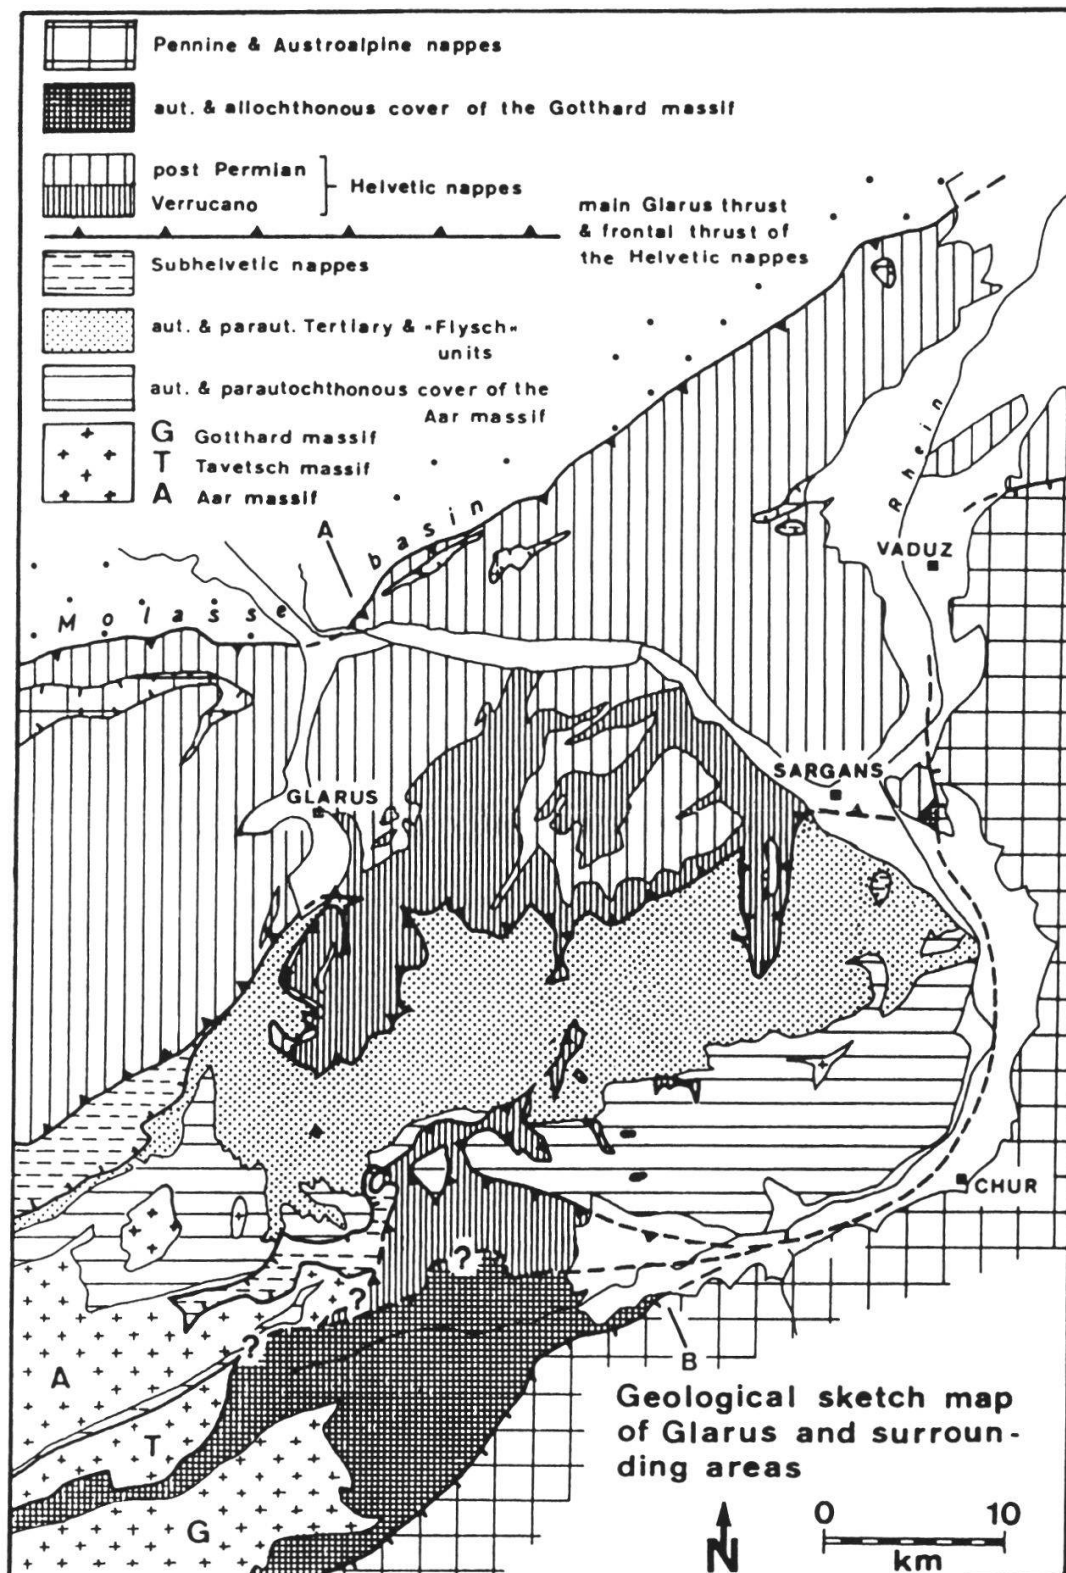 Pennine & Austroalpine nappes
aut. & allochthonous cover of the Gotthard massif
post Permian
Verrucano
Helvetic nappes
main Glarus thrust
& frontal thrust of
the Helvetic nappes
Subhelvetic nappes
aut. & paraut. Tertiary & «Flysch»
units
aut. & parautochthonous cover of the
Aar massif
G Gotthard massif
T Tavetsch massif
A Aar massif
A
Molasse basin
Rhein
VADUZ
SARGANS
GLARUS
CHUR
?
?
?
B
A
T
G
Geological sketch map
of Glarus and surroun-
ding areas
N
0 10
km